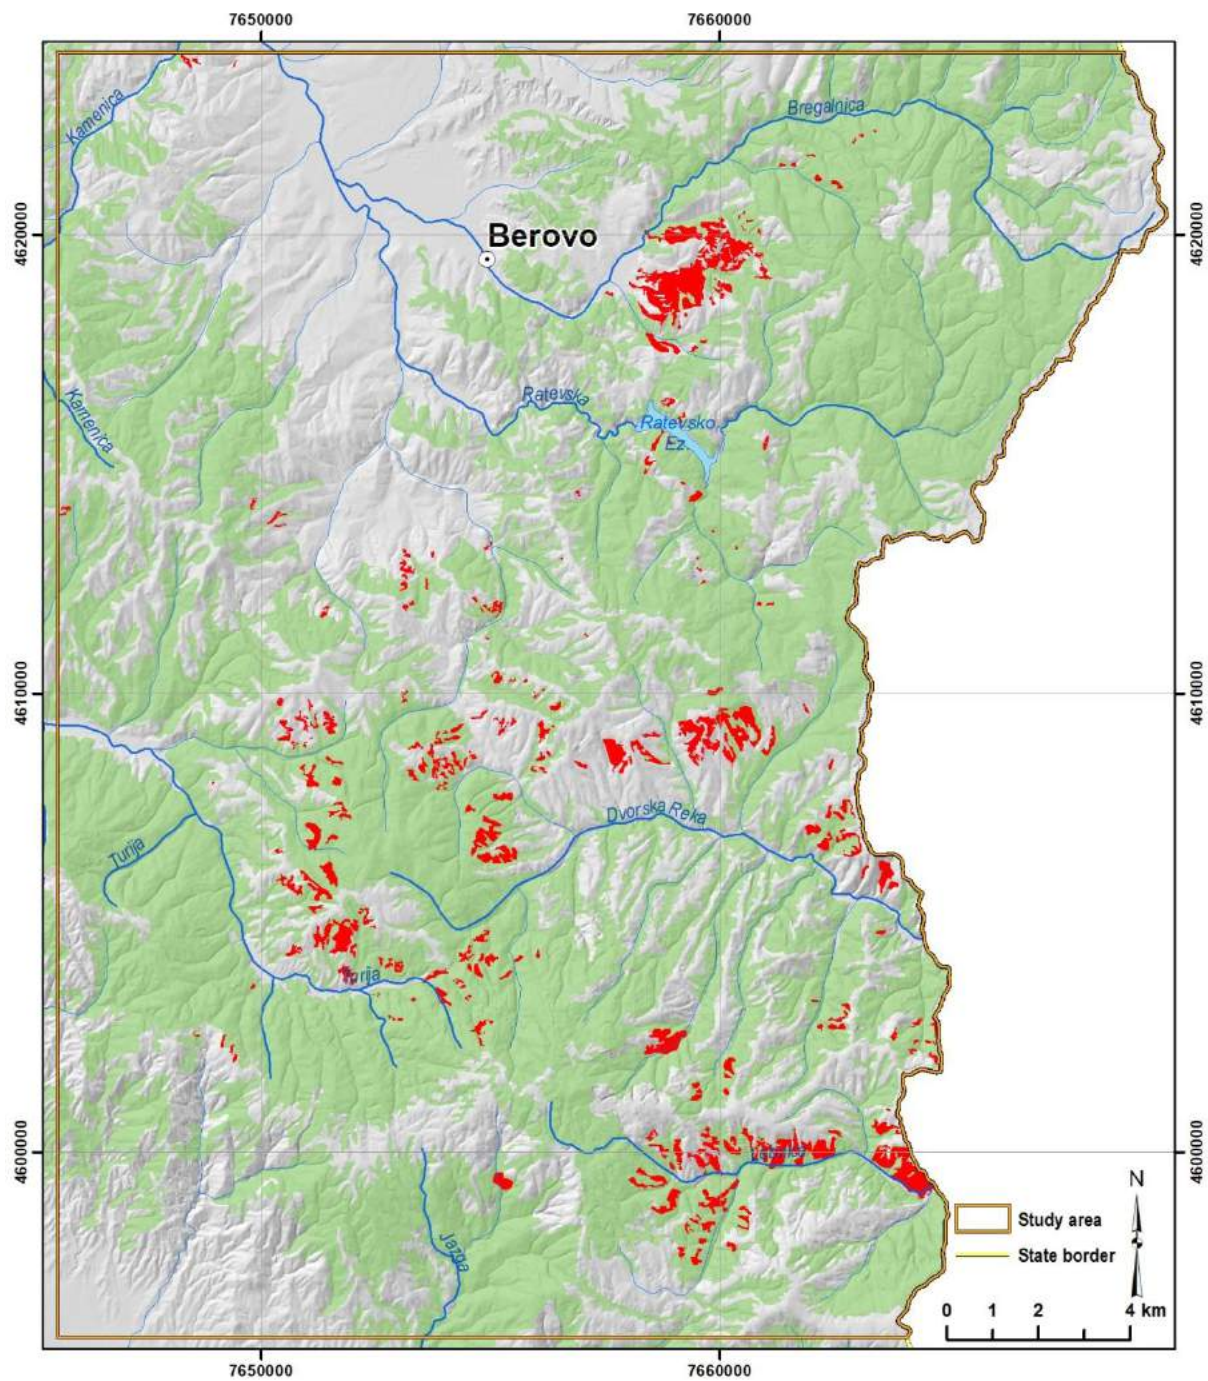 7650000
7660000
Kamenica
Bregalnica
4620000
4620000
Berovo
Kamenica
Ratevska
Ratevsko
Ez.
4610000
4610000
Dvorska Reka
Turija
Turija
4600000
4600000
Jazga
N
Study area
State border
0 1 2 4 km
7650000
7660000